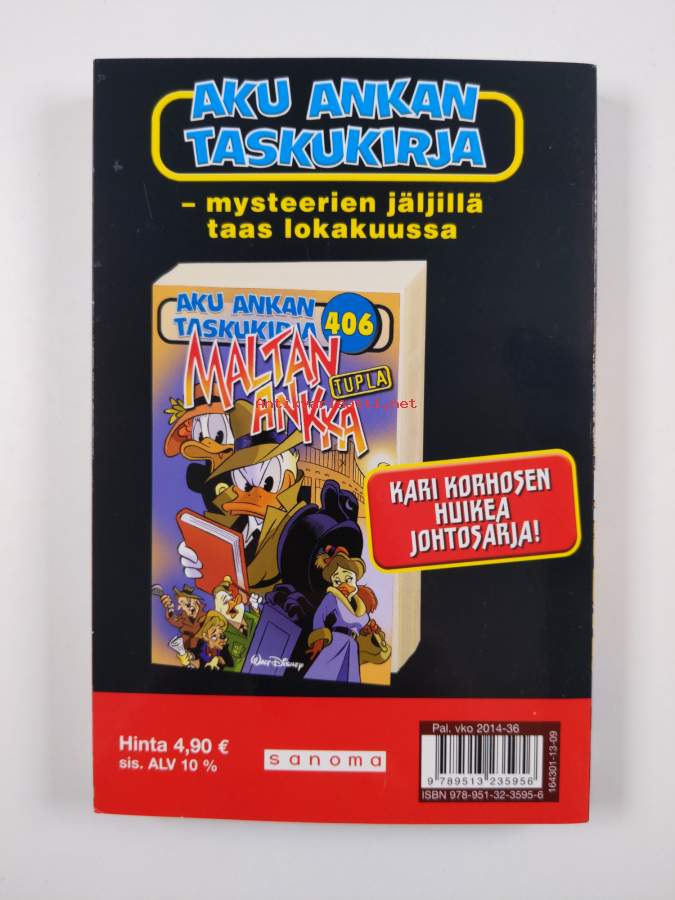 AKU ANKAN
TASKUKIRJA
– mysteerien jäljillä
taas lokakuussa
AKU ANKAN
TASKUKIRJA
406
MALTAN
TUPLA
ANKKA
Antikvariaatti.net
KARI KORHOSEN
HUIKEA
JOHTOSARJA!
WALT DISNEY
Hinta 4,90 €
sis. ALV 10 %
sanoma
Pal. vko 2014-36
9 789513 235956
ISBN 978-951-32-3595-6
164301-13-09